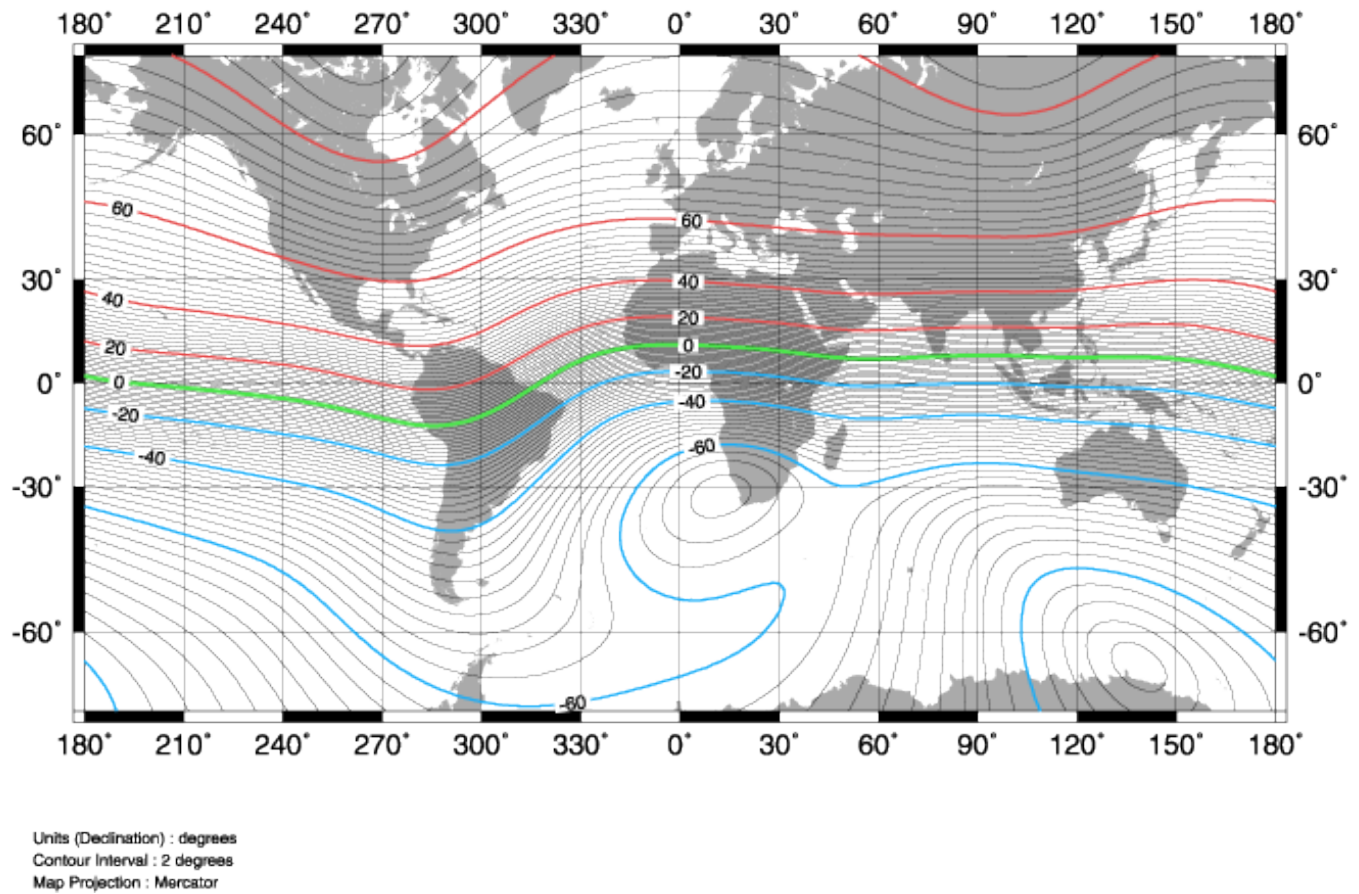 180° 210° 240° 270° 300° 330° 0° 30° 60° 90° 120° 150° 180°
60° 60°
60 60
30° 30°
40 40
20 20
0 0
0° 0°
-20 -20
-40 -40
-60
-30° -30°
-60° -60°
-60
180° 210° 240° 270° 300° 330° 0° 30° 60° 90° 120° 150° 180°
Units (Declination) : degrees
Contour Interval : 2 degrees
Map Projection : Mercator